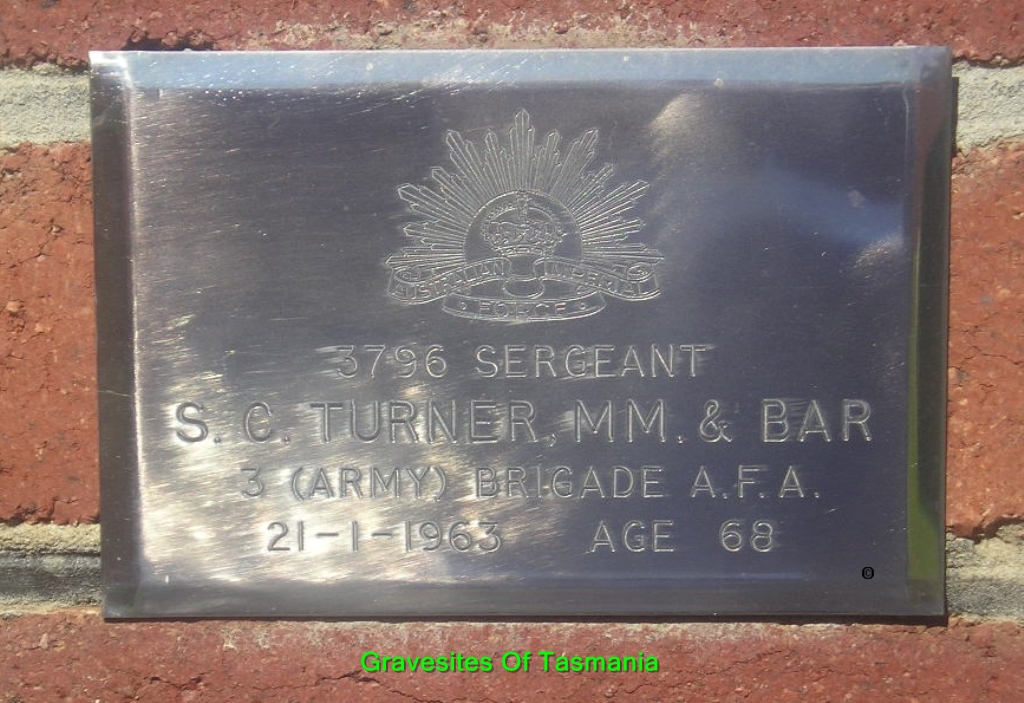 AUSTRALIAN IMPERIAL
FORCE
3796 SERGEANT
S. C. TURNER, MM. & BAR
3 (ARMY) BRIGADE A.F.A.
21-1-1963 AGE 68
©
Gravesites Of Tasmania